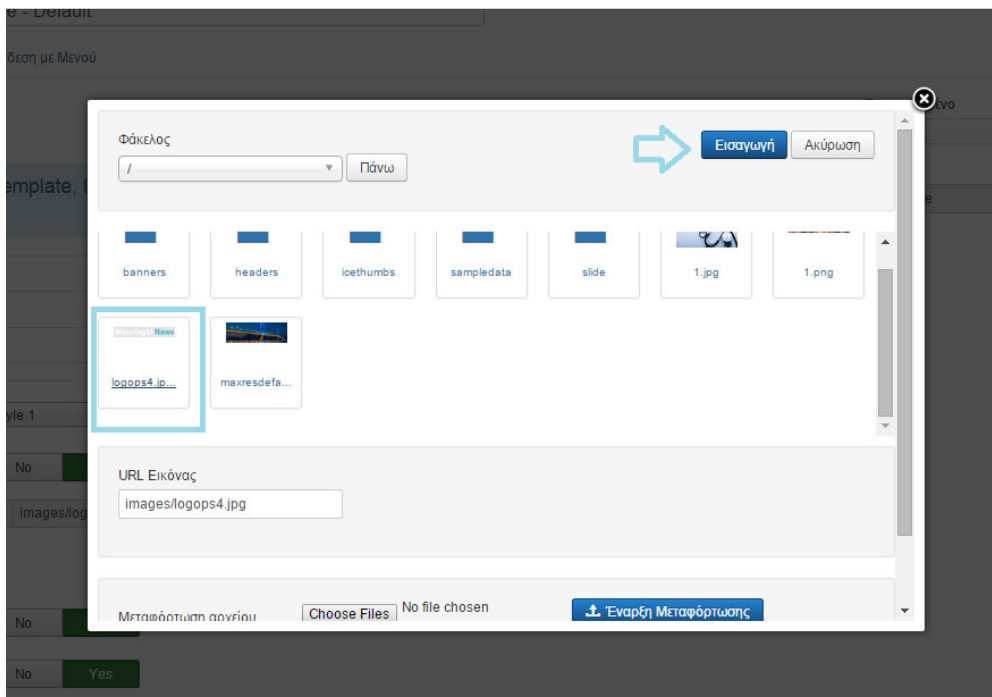 e - Default
δεση με Μενού
ένο
Φάκελος
Εισαγωγή
Ακύρωση
/
Πάνω
emplate, l
e
banners
headers
icethumbs
sampledata
slide
1.jpg
1.png
News
logops4.jp...
maxresdefa...
yle 1
No
URL Εικόνας
images/logops4.jpg
images/log
Μεταφόρτωση αρχείου
Choose Files
No file chosen
Έναρξη Μεταφόρτωσης
No
No
Yes